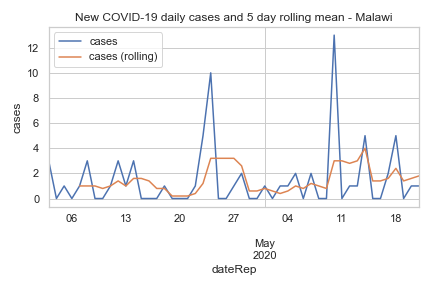 New COVID-19 daily cases and 5 day rolling mean - Malawi
cases
cases (rolling)
cases
12
10
8
6
4
2
0
06 13 20 27 04 11 18
May
2020
dateRep